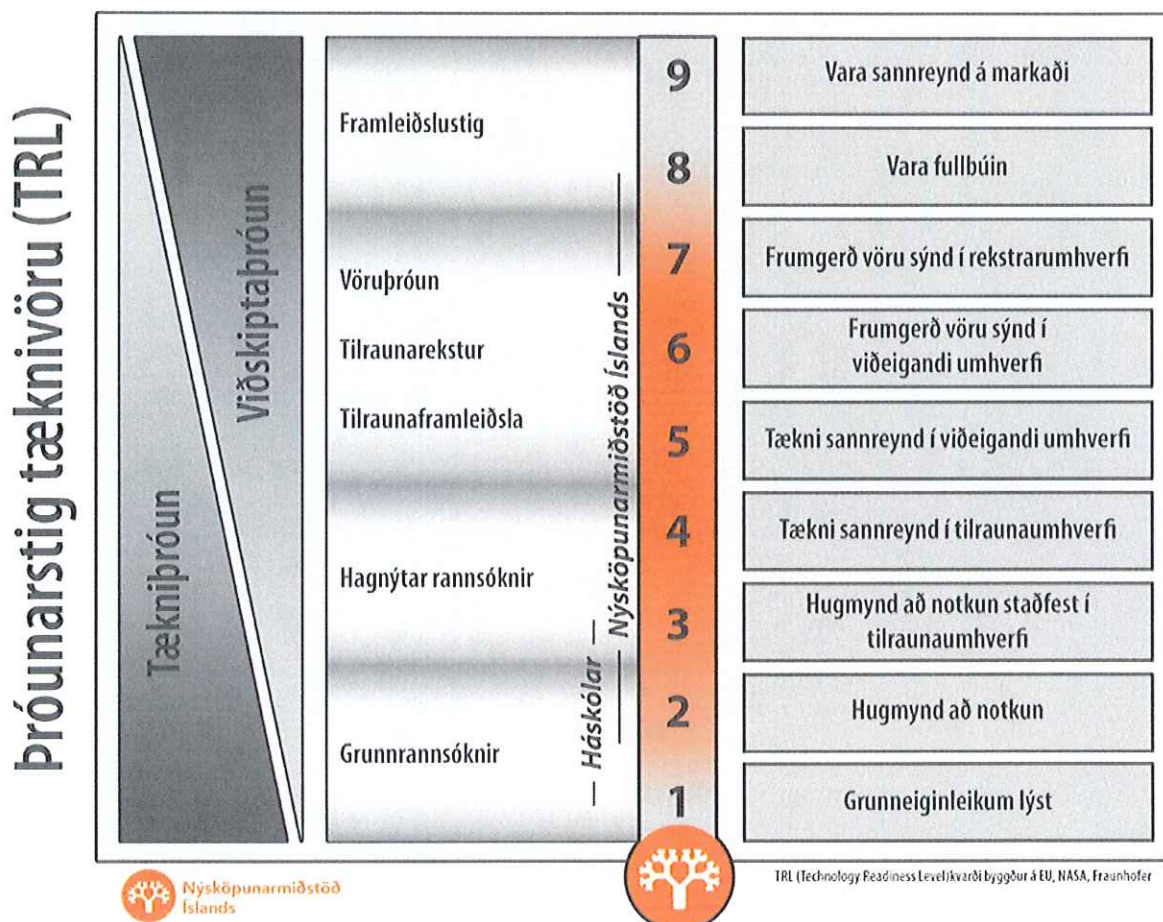 Þróunarstig tæknivöru (TRL)
Tækniþróun
Viðskiptaþróun
Framleiðslustig
Vöruþróun
Tilraunarekstur
Tilraunaframleiðsla
Hagnýtar rannsóknir
Grunnrannsóknir
Háskólar
Nýsköpunarmiðstöð Íslands
9
8
7
6
5
4
3
2
1
Vara sannreynd á markaði
Vara fullbúin
Frumgerð vöru sýnd í rekstrarumhverfi
Frumgerð vöru sýnd í
viðeigandi umhverfi
Tækni sannreynd í viðeigandi umhverfi
Tækni sannreynd í tilraunaumhverfi
Hugmynd að notkun staðfest í
tilraunaumhverfi
Hugmynd að notkun
Grunneiginleikum lýst
Nýsköpunarmiðstöð
Íslands
TRL (Technology Readiness Level)kvarði byggður á EU, NASA, Fraunhofer